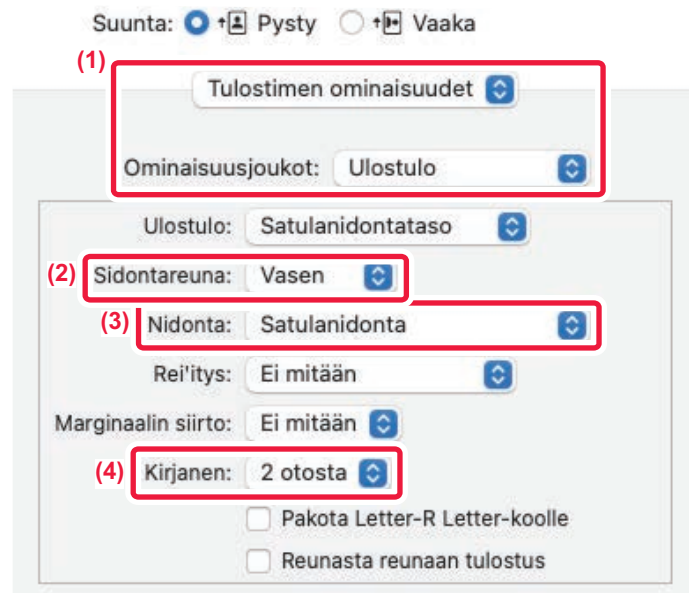 Suunta: Pysty Vaaka
(1)
Tulostimen ominaisuudet
Ominaisuusjoukot: Ulostulo
Ulostulo: Satulanidontataso
(2) Sidontareuna: Vasen
(3) Nidonta: Satulanidonta
Rei'itys: Ei mitään
Marginaalin siirto: Ei mitään
(4) Kirjanen: 2 otosta
Pakota Letter-R Letter-koolle
Reunasta reunaan tulostus